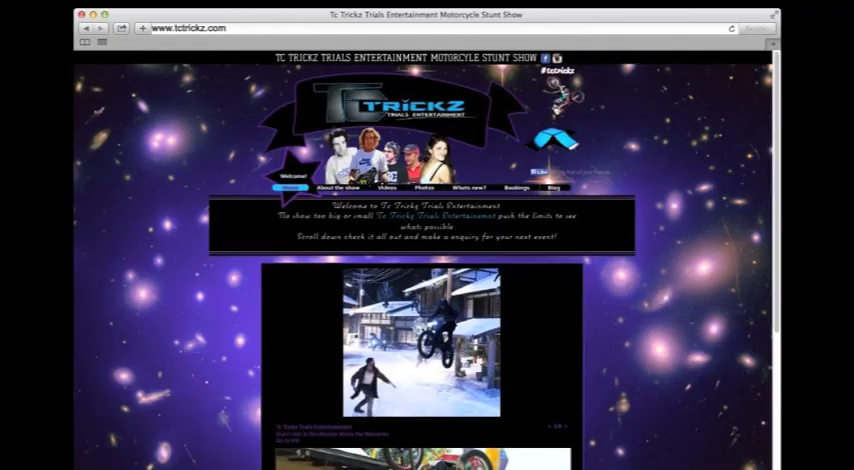 Tc Trickz Trials Entertainment Motorcycle Stunt Show
www.tctrickz.com
TC TRICKZ TRIALS ENTERTAINMENT MOTORCYLE STUNT SHOW
#tctrickz
TC TRICKZ
TRIALS ENTERTAINMENT
Like
Welcome!
Home About the show Videos Photos Whats new? Bookings Blog
Welcome to Tc Trickz Trials Entertainment
No show too big or small Tc Trickz Trials Entertainemnt push the limits to see
whats possible
Scroll down check it all out and make a enquiry for your next event!
Tc Trickz Trials Entertainment